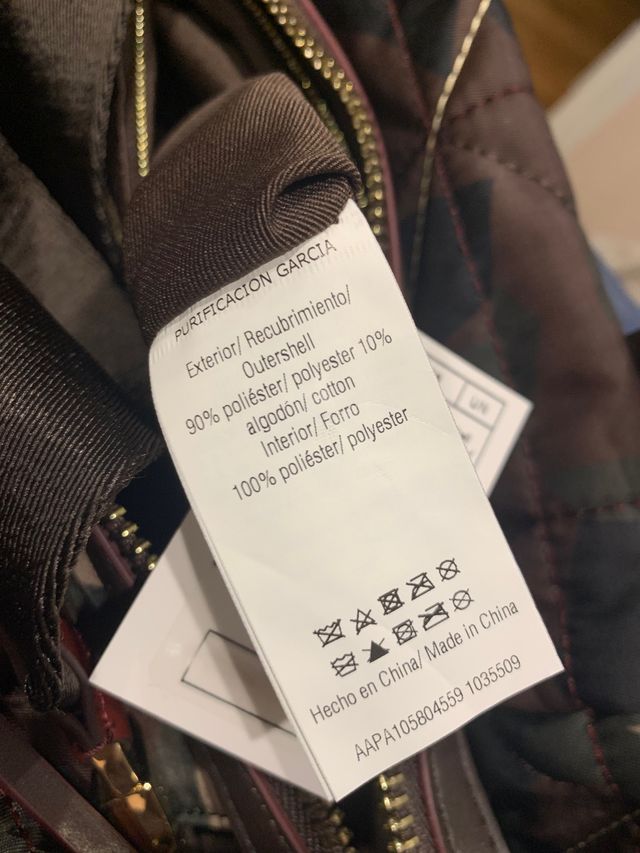 PURIFICACION GARCIA
Exterior/ Recubrimiento/
Outershell
90% poliéster/ polyester 10%
algodón/ cotton
Interior/ Forro
100% poliéster/ polyester
Hecho en China/ Made in China
AAPA105804559 1035509
UN